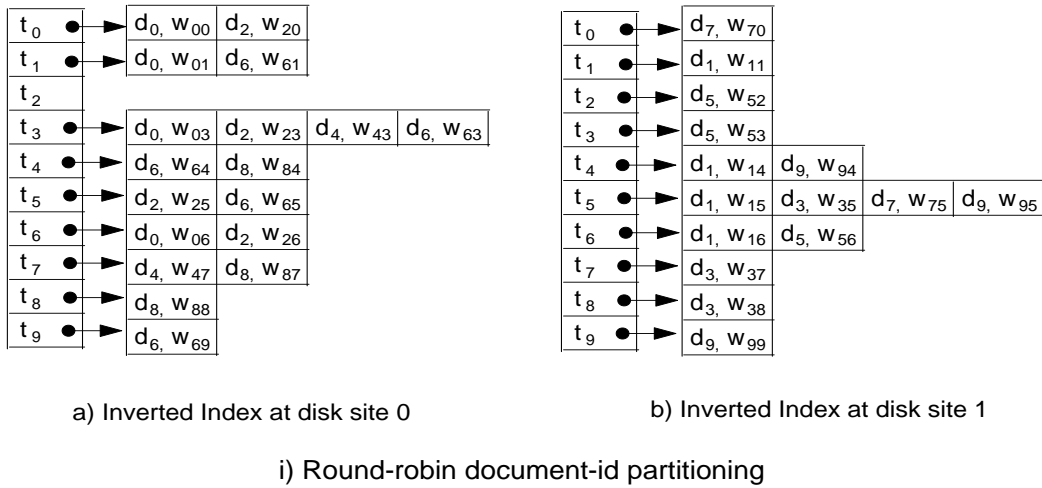 t0 d0, w00 d2, w20
t1 d0, w01 d6, w61
t2
t3 d0, w03 d2, w23 d4, w43 d6, w63
t4 d6, w64 d8, w84
t5 d2, w25 d6, w65
t6 d0, w06 d2, w26
t7 d4, w47 d8, w87
t8 d8, w88
t9 d6, w69
a) Inverted Index at disk site 0
t0 d7, w70
t1 d1, w11
t2 d5, w52
t3 d5, w53
t4 d1, w14 d9, w94
t5 d1, w15 d3, w35 d7, w75 d9, w95
t6 d1, w16 d5, w56
t7 d3, w37
t8 d3, w38
t9 d9, w99
b) Inverted Index at disk site 1
i) Round-robin document-id partitioning